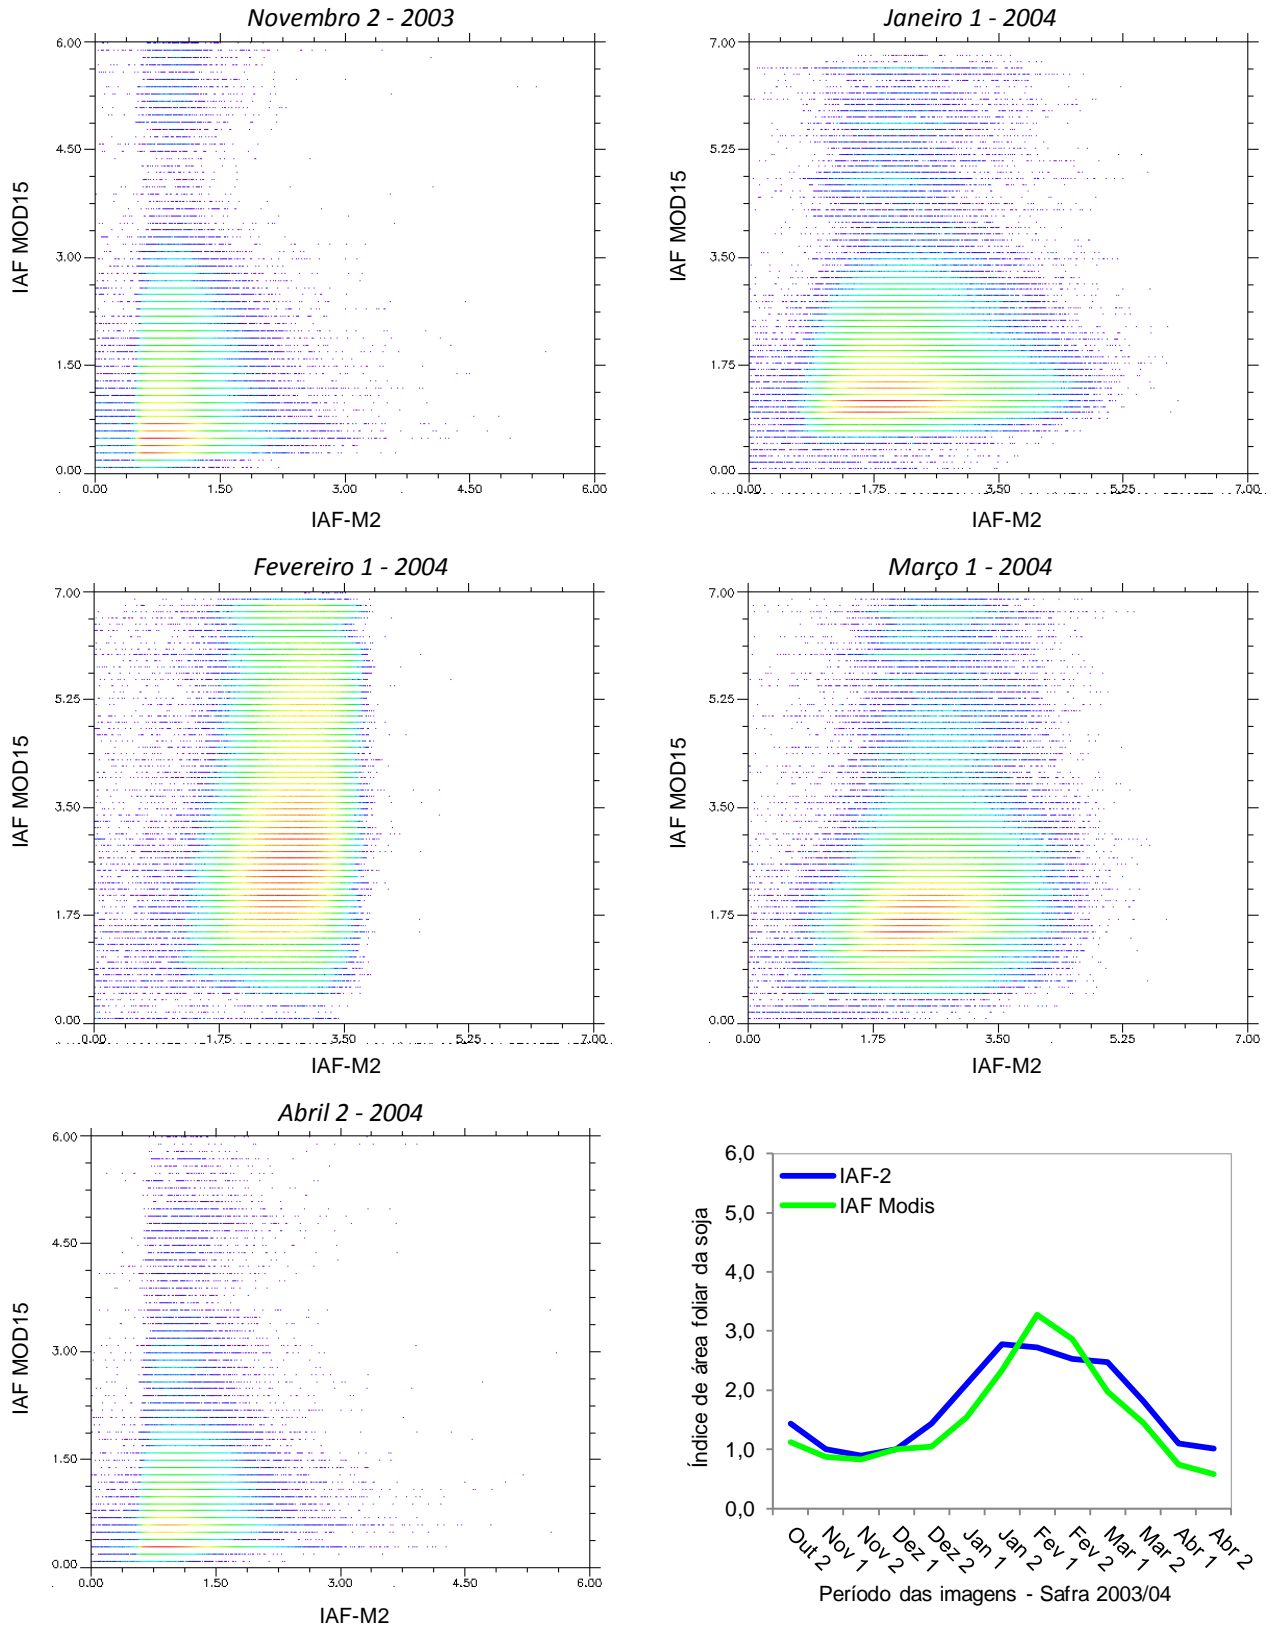 Novembro 2 - 2003
6.00
4.50
3.00
1.50
0.00
IAF MOD15
0.00 1.50 3.00 4.50 6.00
IAF-M2
Janeiro 1 - 2004
7.00
5.25
3.50
1.75
0.00
IAF MOD15
0.00 1.75 3.50 5.25 7.00
IAF-M2
Fevereiro 1 - 2004
7.00
5.25
3.50
1.75
0.00
IAF MOD15
0.00 1.75 3.50 5.25 7.00
IAF-M2
Março 1 - 2004
7.00
5.25
3.50
1.75
0.00
IAF MOD15
0.00 1.75 3.50 5.25 7.00
IAF-M2
Abril 2 - 2004
6.00
4.50
3.00
1.50
0.00
IAF MOD15
0.00 1.50 3.00 4.50 6.00
IAF-M2
6,0
5,0
4,0
3,0
2,0
1,0
0,0
Índice de área foliar da soja
IAF-2
IAF Modis
Out 2 Nov 1 Nov 2 Dez 1 Dez 2 Jan 1 Jan 2 Fev 1 Fev 2 Mar 1 Mar 2 Abr 1 Abr 2
Período das imagens - Safra 2003/04